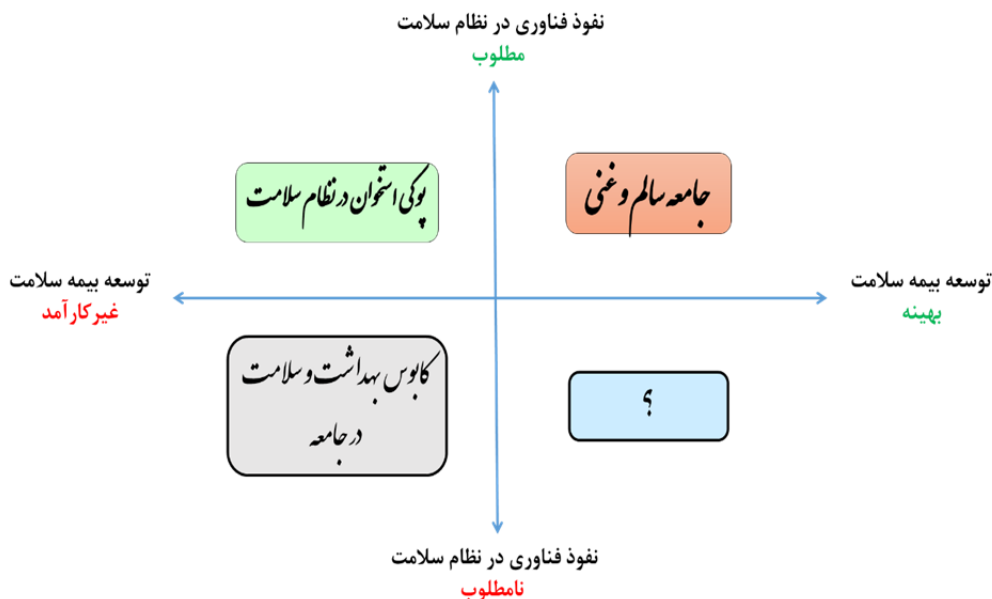 نفوذ فناوری در نظام سلامت
مطلوب
جامعه سالم و غنی
پوکی استخوان در نظام سلامت
توسعه بیمه سلامت
بهینه
توسعه بیمه سلامت
غیرکارآمد
؟
کابوس بهداشت و سلامت
در جامعه
نفوذ فناوری در نظام سلامت
نامطلوب